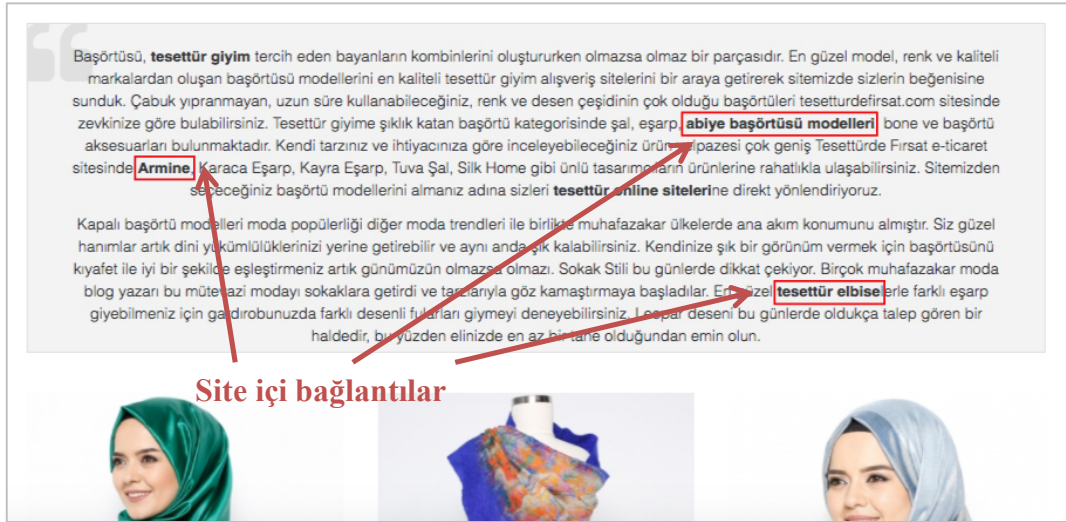 Başörtüsü, tesettür giyim tercih eden bayanların kombinlerini oluştururken olmazsa olmaz bir parçasıdır. En güzel model, renk ve kaliteli
markalardan oluşan başörtüsü modellerini en kaliteli tesettür giyim alışveriş sitelerini bir araya getirerek sitemizde sizlerin beğenisine
sunduk. Çabuk yıpranmayan, uzun süre kullanabileceğiniz, renk ve desen çeşidinin çok olduğu başörtüleri tesetturdefirsat.com sitesinde
zevkinize göre bulabilirsiniz. Tesettür giyime şıklık katan başörtü kategorisinde şal, eşarp, abiye başörtüsü modelleri, bone ve başörtü
aksesuarları bulunmaktadır. Kendi tarzınız ve ihtiyacınıza göre inceleyebileceğiniz ürün yelpazesi çok geniş Tesettürde Fırsat e-ticaret
sitesinde Armine, Karaca Eşarp, Kayra Eşarp, Tuva Şal, Silk Home gibi ünlü tasarımcıların ürünlerine rahatlıkla ulaşabilirsiniz. Sitemizden
seçeceğiniz başörtü modellerini almanız adına sizleri tesettür online sitelerine direkt yönlendiriyoruz.
Kapalı başörtü modelleri moda popülerliği diğer moda trendleri ile birlikte muhafazakar ülkelerde ana akım konumunu almıştır. Siz güzel
hanımlar artık dini yükümlülüklerinizi yerine getirebilir ve aynı anda şık kalabilirsiniz. Kendinize şık bir görünüm vermek için başörtüsünü
kıyafet ile iyi bir şekilde eşleştirmeniz artık günümüzün olmazsa olmazı. Sokak Stili bu günlerde dikkat çekiyor. Birçok muhafazakar moda
blog yazarı bu mütevazi modayı sokaklara getirdi ve tarzlarıyla göz kamaştırmaya başladılar. En güzel tesettür elbiselerle farklı eşarp
giyebilmeniz için gardırobunuzda farklı desenli fularları giymeyi deneyebilirsiniz. Leopar deseni bu günlerde oldukça talep gören bir
haldedir, bu yüzden elinizde en az bir tane olduğundan emin olun.
Site içi bağlantılar